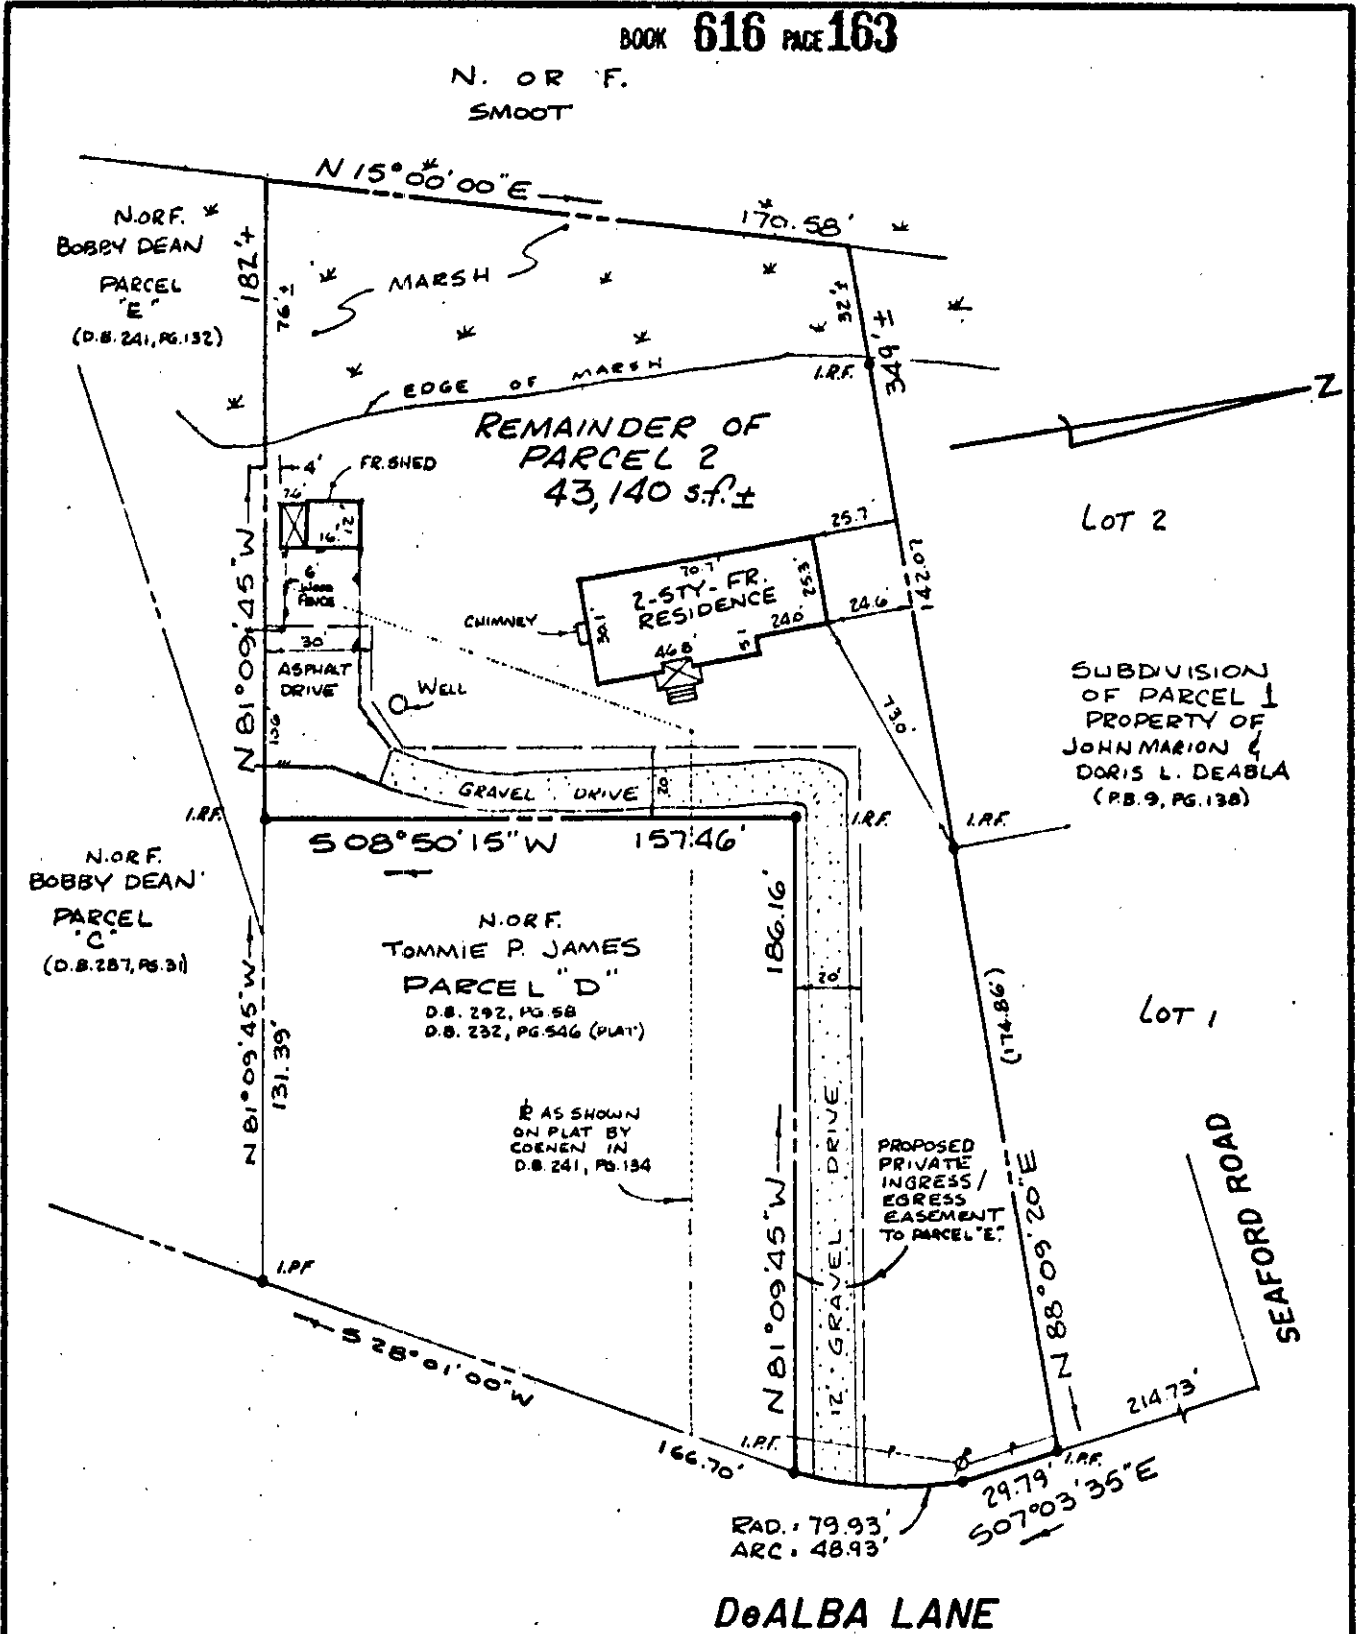 BOOK 616 PAGE 163
N. OR F.
SMOOT
N 15°00'00"E
170.58'
N.OR F.
BOBBY DEAN
PARCEL
"E"
(D.B. 241, PG. 132)
182'±
76'±
MARSH
32'±
349'±
I.R.F.
EDGE OF MARSH
Z
REMAINDER OF
PARCEL 2
43,140 s.f.±
4'
FR. SHED
16'
12'
6'
WOOD
FENCE
30'
ASPHALT
DRIVE
WELL
N 81°09'45"W
106'
CHIMNEY
70.7'
2-STY-FR.
RESIDENCE
30.1'
25.3'
46.8'
5.1
24.0'
25.7'
24.6'
142.07
73.0'
LOT 2
SUBDIVISION
OF PARCEL 1
PROPERTY OF
JOHN MARION &
DORIS L. DEABLA
(P.B. 9, PG. 138)
GRAVEL DRIVE
20'
I.R.F.
I.R.F.
I.R.F.
S 08°50'15"W
157.46'
N.OR F.
BOBBY DEAN
PARCEL
"C"
(D.B. 287, PG. 31)
N.OR F.
TOMMIE P. JAMES
PARCEL "D"
D.B. 292, PG. 58
D.B. 232, PG. 546 (PLAT)
186.16'
20'
(174.86')
LOT 1
N 81°09'45"W
131.39'
AS SHOWN
ON PLAT BY
COENEN IN
D.B. 241, PG. 134
N 81°09'45"W
12' GRAVEL DRIVE
PROPOSED
PRIVATE
INGRESS/
EGRESS
EASEMENT
TO PARCEL "E".
N 88°09'20"E
SEAFORD ROAD
I.P.F
S 28°01'00"W
166.70'
I.P.F.
I.R.F.
214.73'
29.79'
S07°03'35"E
RAD. = 79.93'
ARC = 48.93'
DeALBA LANE